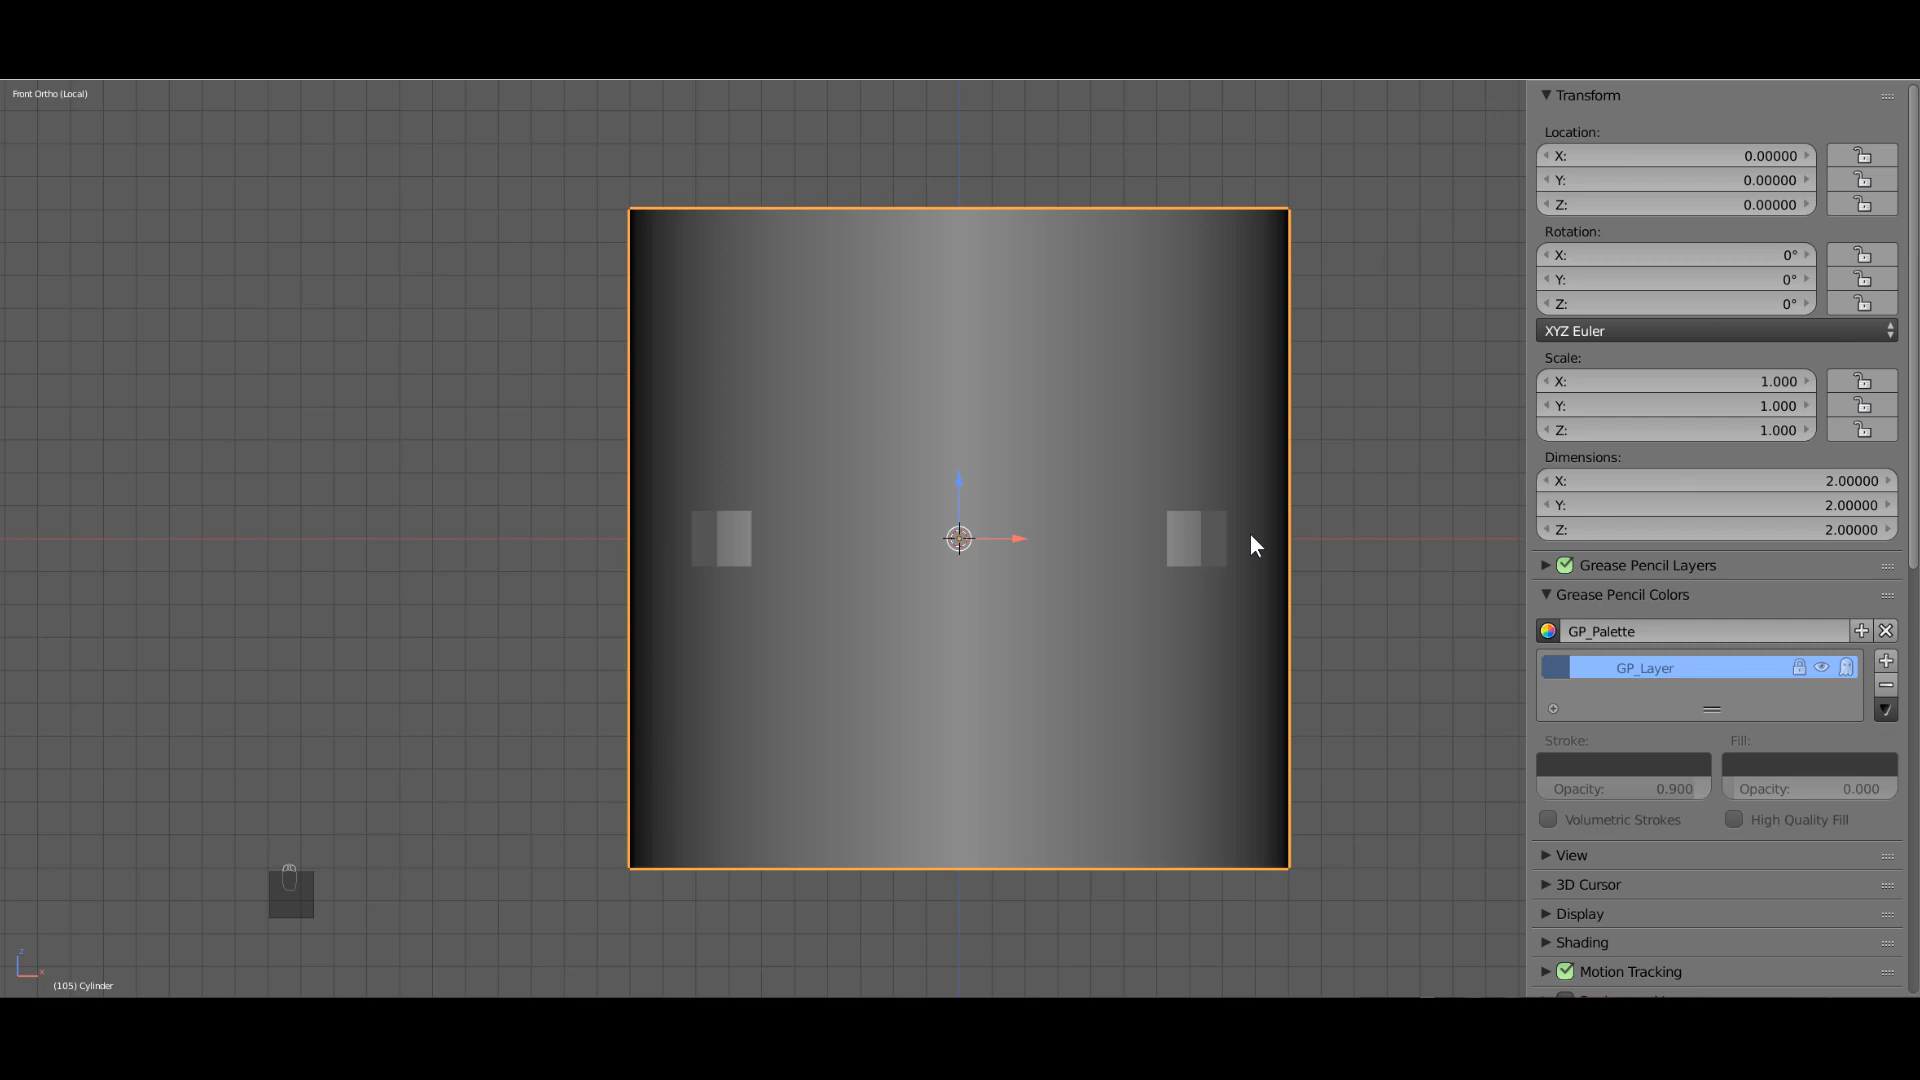 Front Ortho (Local)
Transform
Location:
X: 0.00000
Y: 0.00000
Z: 0.00000
Rotation:
X: 0°
Y: 0°
Z: 0°
XYZ Euler
Scale:
X: 1.000
Y: 1.000
Z: 1.000
Dimensions:
X: 2.00000
Y: 2.00000
Z: 2.00000
Grease Pencil Layers
Grease Pencil Colors
GP_Palette
GP_Layer
Stroke: Fill:
Opacity: 0.900 Opacity: 0.000
Volumetric Strokes High Quality Fill
View
3D Cursor
Display
Shading
Motion Tracking
z
x
(105) Cylinder